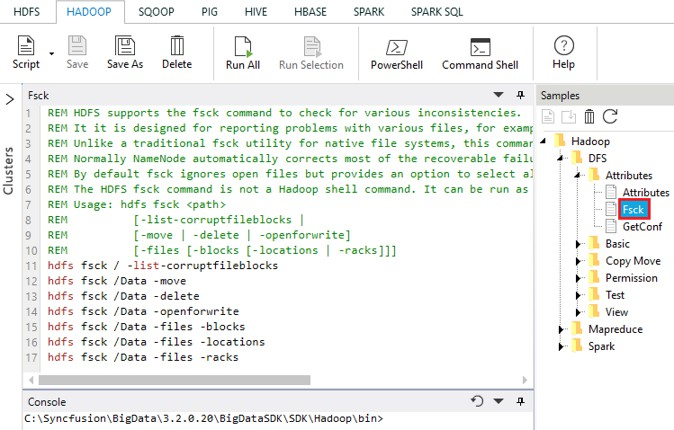 HDFS HADOOP SQOOP PIG HIVE HBASE SPARK SPARK SQL
Script Save Save As Delete Run All Run Selection PowerShell Command Shell Help
Clusters
Fsck
1 REM HDFS supports the fsck command to check for various inconsistencies.
2 REM It it is designed for reporting problems with various files, for examp
3 REM Unlike a traditional fsck utility for native file systems, this comman
4 REM Normally NameNode automatically corrects most of the recoverable failu
5 REM By default fsck ignores open files but provides an option to select al
6 REM The HDFS fsck command is not a Hadoop shell command. It can be run as
7 REM Usage: hdfs fsck <path>
8 REM [-list-corruptfileblocks |
9 REM [-move | -delete | -openforwrite]
10 REM [-files [-blocks [-locations | -racks]]]
11 hdfs fsck / -list-corruptfileblocks
12 hdfs fsck /Data -move
13 hdfs fsck /Data -delete
14 hdfs fsck /Data -openforwrite
15 hdfs fsck /Data -files -blocks
16 hdfs fsck /Data -files -locations
17 hdfs fsck /Data -files -racks
Console
C:\Syncfusion\BigData\3.2.0.20\BigDataSDK\SDK\Hadoop\bin>
Samples
Hadoop
DFS
Attributes
Attributes
Fsck
GetConf
Basic
Copy Move
Permission
Test
View
Mapreduce
Spark